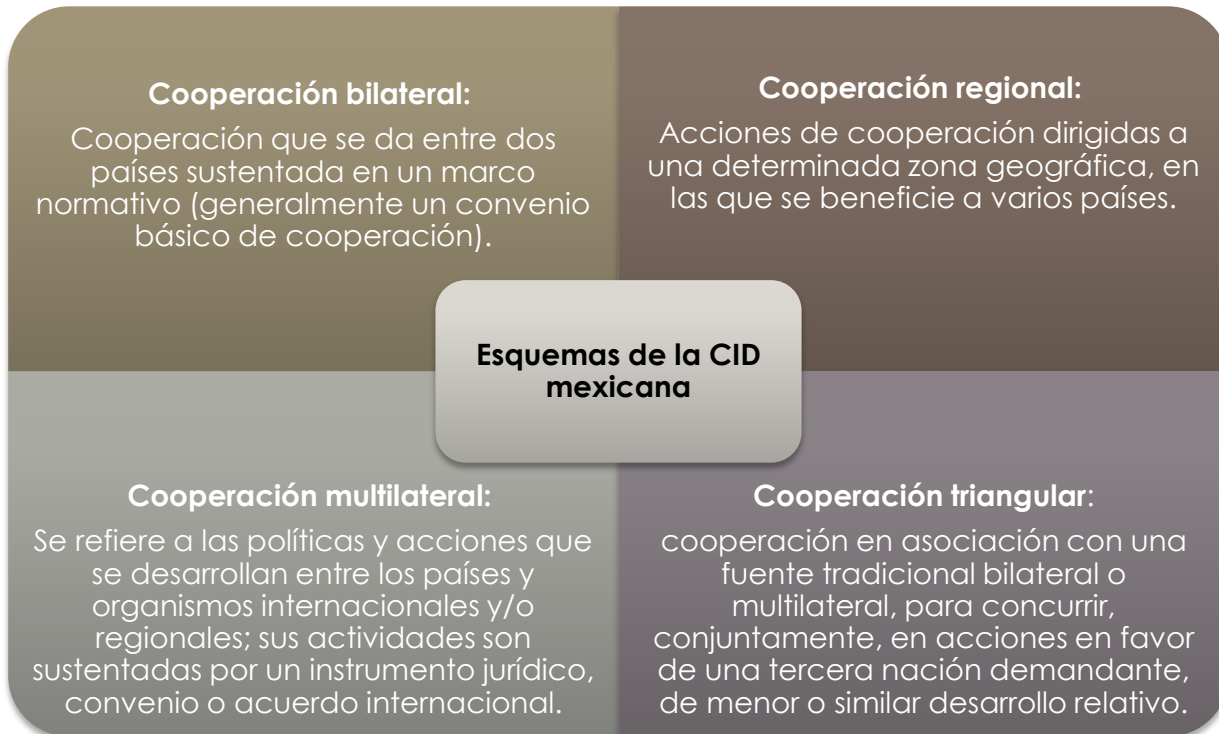 Cooperación bilateral:
Cooperación que se da entre dos
países sustentada en un marco
normativo (generalmente un convenio
básico de cooperación).
Cooperación regional:
Acciones de cooperación dirigidas a
una determinada zona geográfica, en
las que se beneficie a varios países.
Esquemas de la CID
mexicana
Cooperación multilateral:
Se refiere a las políticas y acciones que
se desarrollan entre los países y
organismos internacionales y/o
regionales; sus actividades son
sustentadas por un instrumento jurídico,
convenio o acuerdo internacional.
Cooperación triangular:
cooperación en asociación con una
fuente tradicional bilateral o
multilateral, para concurrir,
conjuntamente, en acciones en favor
de una tercera nación demandante,
de menor o similar desarrollo relativo.